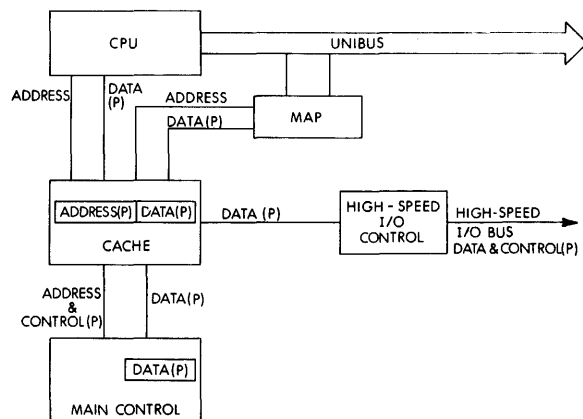 CPU
UNIBUS
ADDRESS
DATA
(P)
ADDRESS
DATA(P)
MAP
ADDRESS(P)
DATA(P)
CACHE
DATA (P)
HIGH-SPEED
I/O
CONTROL
HIGH-SPEED
I/O BUS
DATA & CONTROL(P)
ADDRESS
&
CONTROL(P)
DATA(P)
DATA(P)
MAIN CONTROL